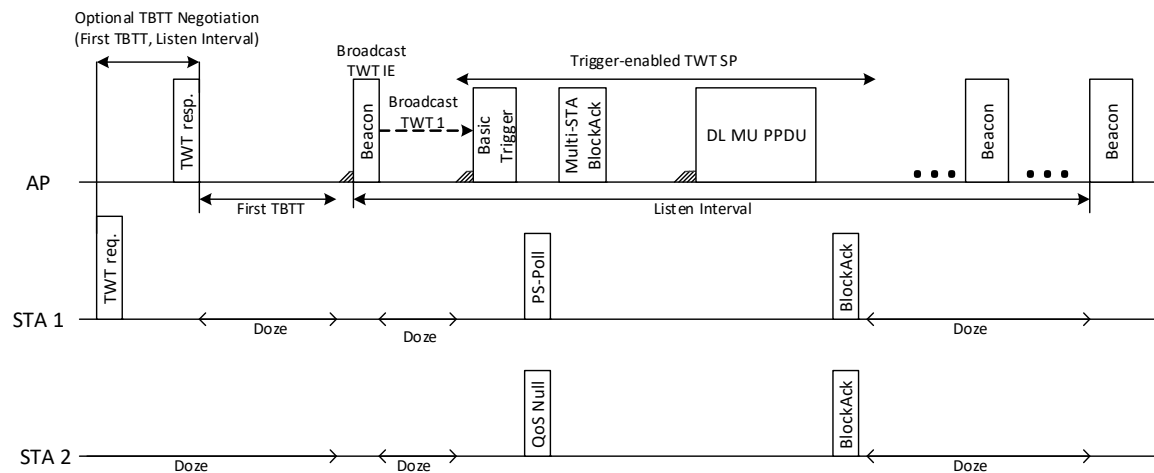 Optional TBTT Negotiation
(First TBTT, Listen Interval)
Broadcast
TWT IE
Trigger-enabled TWT SP
Broadcast
TWT 1
TWT resp.
Beacon
Basic
Trigger
Multi-STA
BlockAck
DL MU PPDU
Beacon
Beacon
AP
First TBTT
Listen Interval
TWT req.
PS-Poll
BlockAck
STA 1
Doze
Doze
Doze
QoS Null
BlockAck
STA 2
Doze
Doze
Doze